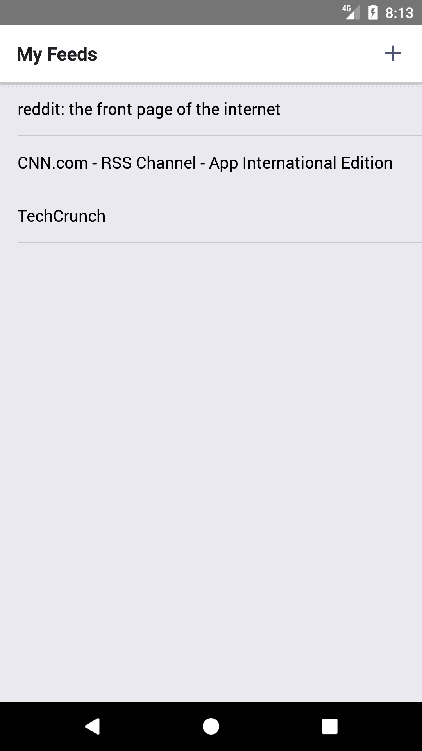 4G 8:13
My Feeds
reddit: the front page of the internet
CNN.com - RSS Channel - App International Edition
TechCrunch